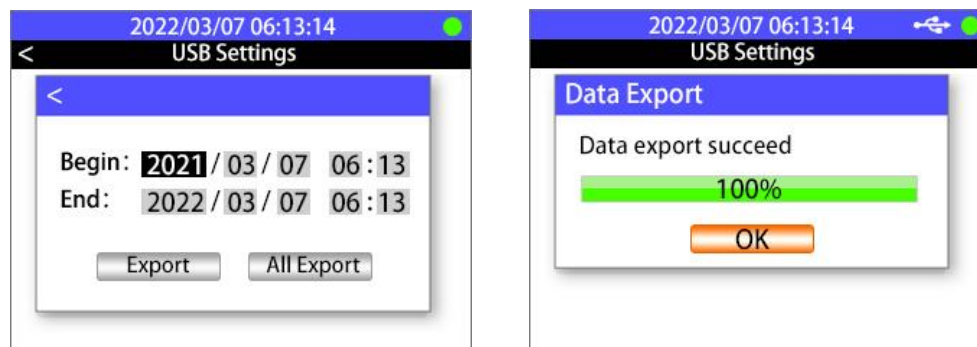 2022/03/07 06:13:14
< USB Settings
<
Begin: 2021/03/07 06:13
End: 2022/03/07 06:13
Export All Export
2022/03/07 06:13:14
USB Settings
Data Export
Data export succeed
100%
OK